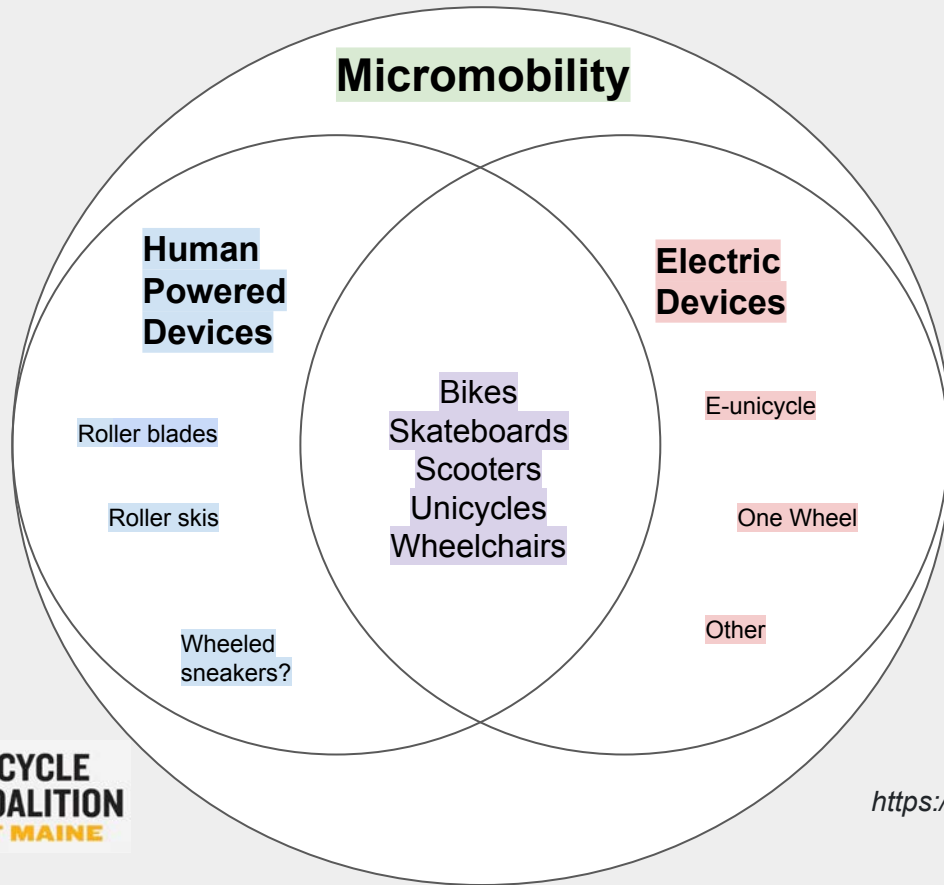 Micromobility
Human
Powered
Devices
Electric
Devices
Bikes
Skateboards
Scooters
Unicycles
Wheelchairs
Roller blades
Roller skis
Wheeled
sneakers?
E-unicycle
One Wheel
Other
CYCLE
MAINE
https:/